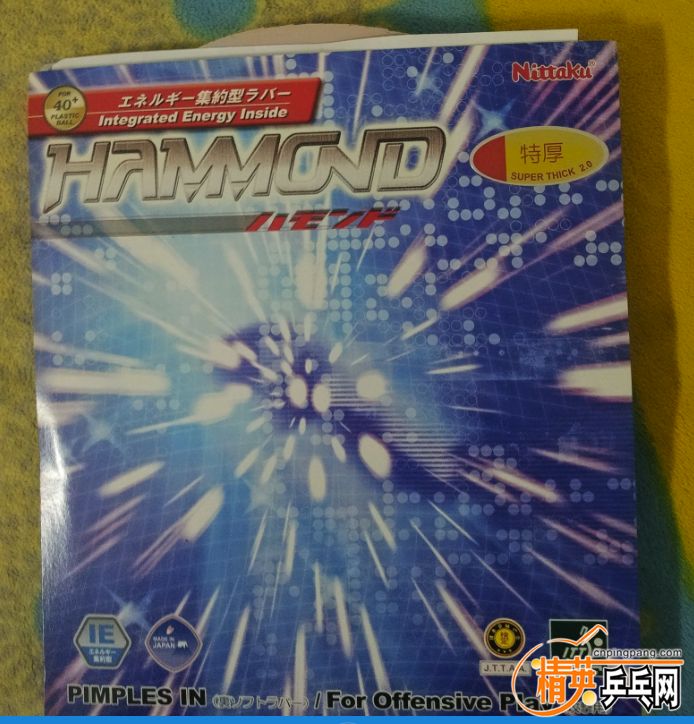 Nittaku
FOR
40+
PLASTIC
BALL
エネルギー集約型ラバー
Integrated Energy Inside
HAMMOND
特厚
SUPER THICK 2.0
ハモンド
IE
エネルギー
集約型
MADE IN
JAPAN
J.T.T.A.A.
ITT
cnpingpang.com
精英乒乓网
PIMPLES IN (裏ソフトラバー) / For Offensive